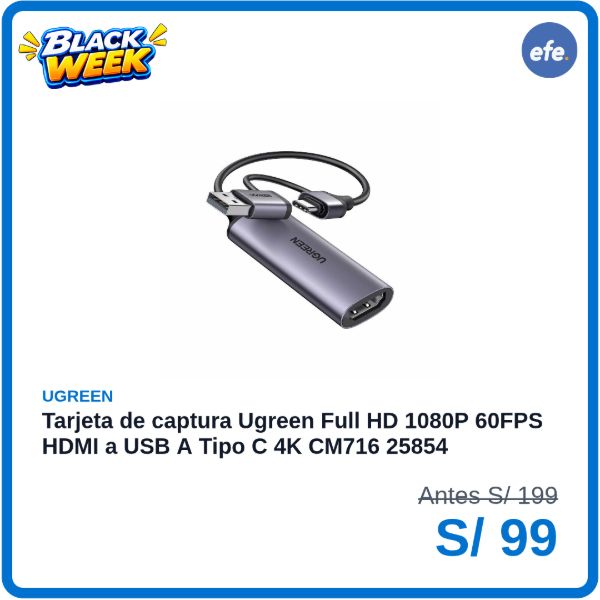 BLACK
WEEK
efe.
UGREEN
UGREEN
Tarjeta de captura Ugreen Full HD 1080P 60FPS
HDMI a USB A Tipo C 4K CM716 25854
Antes S/ 199
S/ 99